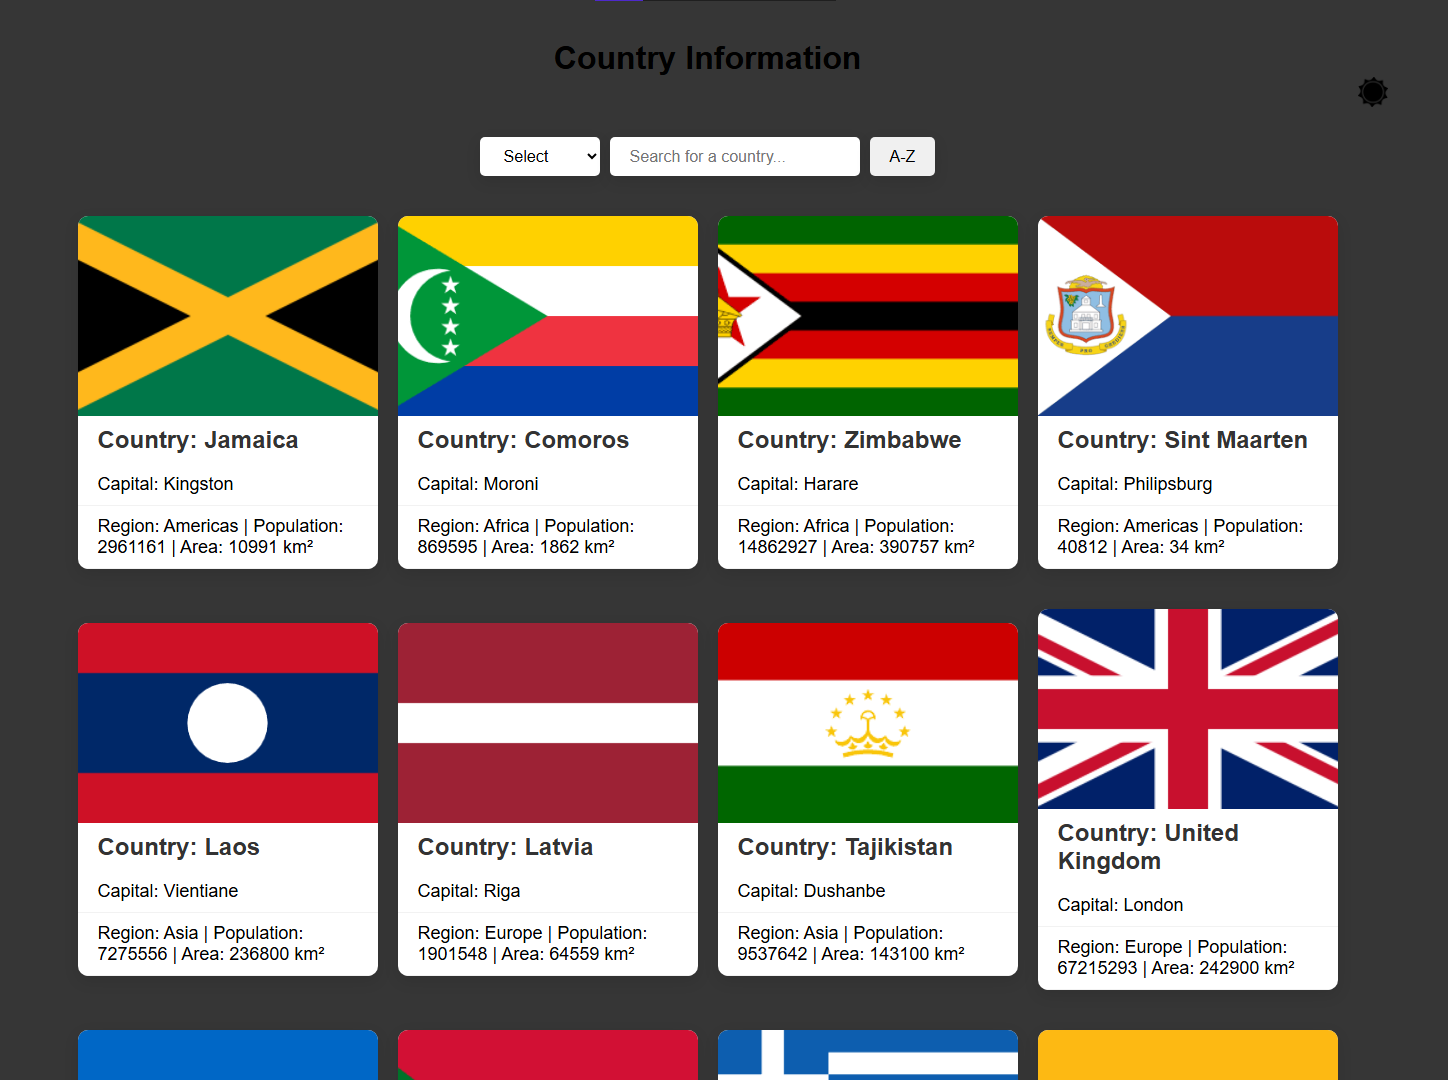 Country Information
Select
Search for a country...
A-Z
Country: Jamaica
Capital: Kingston
Region: Americas | Population:
2961161 | Area: 10991 km²
Country: Comoros
Capital: Moroni
Region: Africa | Population:
869595 | Area: 1862 km²
Country: Zimbabwe
Capital: Harare
Region: Africa | Population:
14862927 | Area: 390757 km²
Country: Sint Maarten
Capital: Philipsburg
Region: Americas | Population:
40812 | Area: 34 km²
Country: Laos
Capital: Vientiane
Region: Asia | Population:
7275556 | Area: 236800 km²
Country: Latvia
Capital: Riga
Region: Europe | Population:
1901548 | Area: 64559 km²
Country: Tajikistan
Capital: Dushanbe
Region: Asia | Population:
9537642 | Area: 143100 km²
Country: United
Kingdom
Capital: London
Region: Europe | Population:
67215293 | Area: 242900 km²